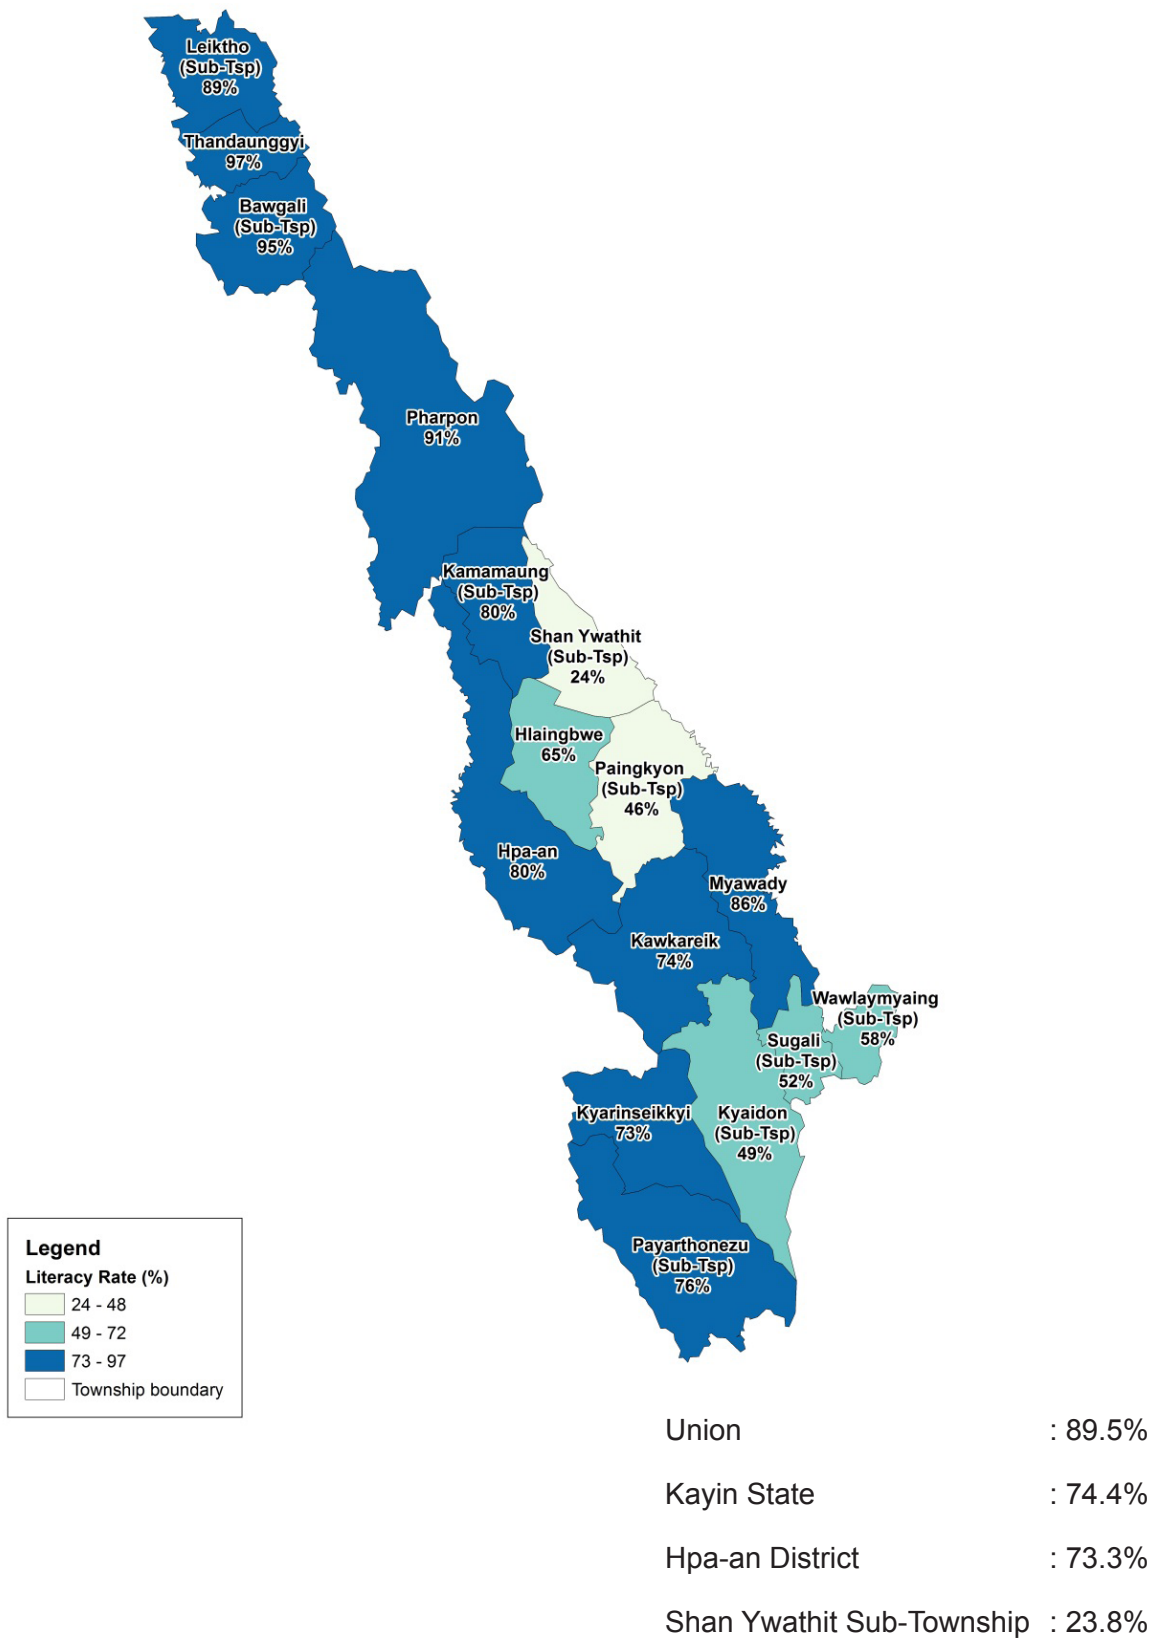 Leiktho
(Sub-Tsp)
89%
Thandaunggyi
97%
Bawgali
(Sub-Tsp)
95%
Pharpon
91%
Kamamaung
(Sub-Tsp)
80%
Shan Ywathit
(Sub-Tsp)
24%
Hlaingbwe
65%
Paingkyon
(Sub-Tsp)
46%
Hpa-an
80%
Myawady
86%
Kawkareik
74%
Wawlaymyaing
(Sub-Tsp)
58%
Sugali
(Sub-Tsp)
52%
Kyarinseikkyi
73%
Kyaidon
(Sub-Tsp)
49%
Payarthonezu
(Sub-Tsp)
76%
Legend
Literacy Rate (%)
24 - 48
49 - 72
73 - 97
Township boundary
Union : 89.5%
Kayin State : 74.4%
Hpa-an District : 73.3%
Shan Ywathit Sub-Township : 23.8%